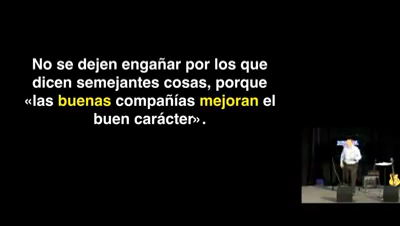 No se dejen engañar por los que
dicen semejantes cosas, porque
«las buenas compañías mejoran el
buen carácter».